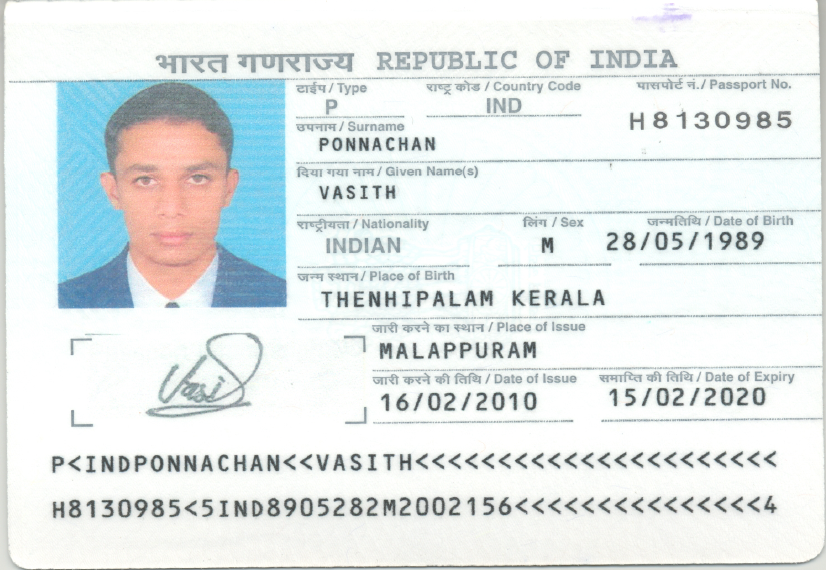 भारत गणराज्य REPUBLIC OF INDIA
टाईप / Type राष्ट्र कोड / Country Code पासपोर्ट नं./ Passport No.
P IND H8130985
उपनाम / Surname
PONNACHAN
दिया गया नाम / Given Name(s)
VASITH
राष्ट्रीयता / Nationality लिंग / Sex जन्मतिथि / Date of Birth
INDIAN M 28/05/1989
जन्म स्थान / Place of Birth
THENHIPALAM KERALA
जारी करने का स्थान / Place of Issue
MALAPPURAM
जारी करने की तिथि / Date of Issue समाप्ति की तिथि / Date of Expiry
16/02/2010 15/02/2020
Vasi
P<INDPONNACHAN<<VASITH<<<<<<<<<<<<<<<<<<<<<<
H8130985<5IND8905282M2002156<<<<<<<<<<<<<<<4